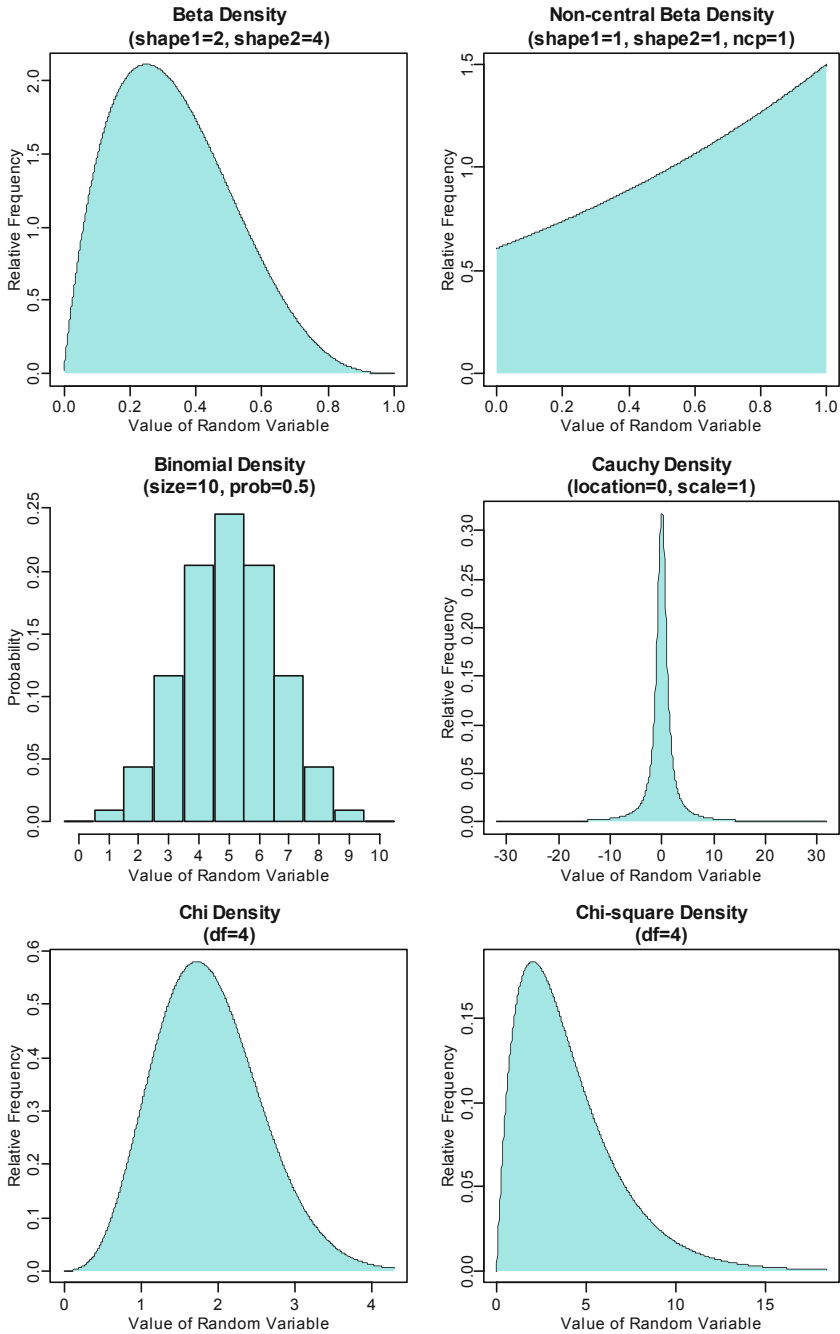 Beta Density
(shape1=2, shape2=4)
Relative Frequency
0.0 0.5 1.0 1.5 2.0
0.0 0.2 0.4 0.6 0.8 1.0
Value of Random Variable
Non-central Beta Density
(shape1=1, shape2=1, ncp=1)
Relative Frequency
0.0 0.5 1.0 1.5
0.0 0.2 0.4 0.6 0.8 1.0
Value of Random Variable
Binomial Density
(size=10, prob=0.5)
Probability
0.00 0.05 0.10 0.15 0.20 0.25
0 1 2 3 4 5 6 7 8 9 10
Value of Random Variable
Cauchy Density
(location=0, scale=1)
Relative Frequency
0.00 0.05 0.10 0.15 0.20 0.25 0.30
-30 -20 -10 0 10 20 30
Value of Random Variable
Chi Density
(df=4)
Relative Frequency
0.0 0.1 0.2 0.3 0.4 0.5 0.6
0 1 2 3 4
Value of Random Variable
Chi-square Density
(df=4)
Relative Frequency
0.00 0.05 0.10 0.15
0 5 10 15
Value of Random Variable